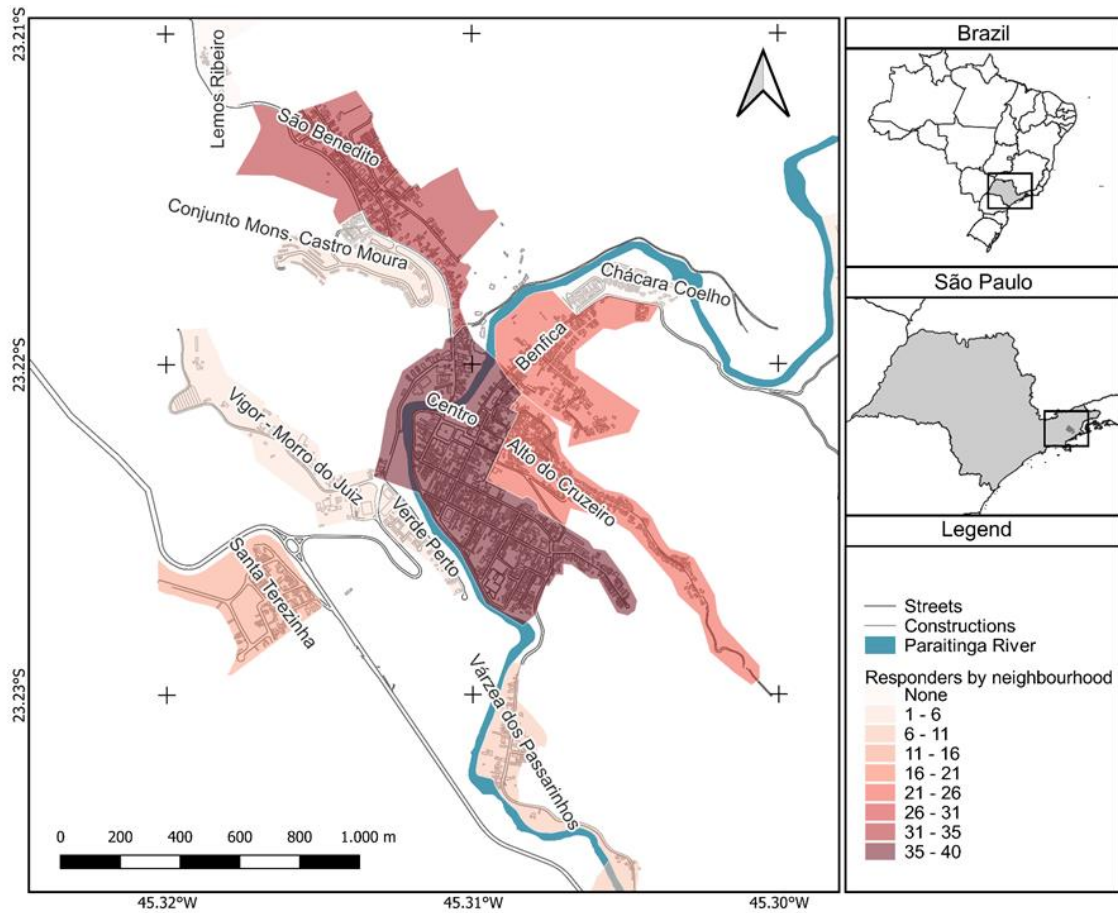 23.21°S
Lemos Ribeiro
São Benedito
Conjunto Mons. Castro Moura
Chácara Coelho
Benfica
23.22°S
Centro
Vigor - Morro do Juiz
Alto do Cruzeiro
Verde Perto
Santa Terezinha
Várzea dos Passarinhos
23.23°S
0 200 400 600 800 1.000 m
45.32°W 45.31°W 45.30°W
Brazil
São Paulo
Legend
Streets
Constructions
Paraitinga River
Responders by neighbourhood
None
1 - 6
6 - 11
11 - 16
16 - 21
21 - 26
26 - 31
31 - 35
35 - 40